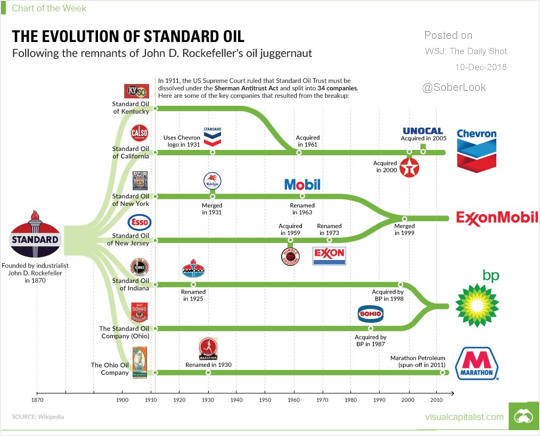 Chart of the Week
THE EVOLUTION OF STANDARD OIL
Following the remnants of John D. Rockefeller's oil juggernaut
Posted on
WSJ: The Daily Shot
10-Dec-2018
@SoberLook
In 1911, the US Supreme Court ruled that Standard Oil Trust must be
dissolved under the Sherman Antitrust Act and split into 34 companies.
Here are some of the key companies that resulted from the breakup:
KYSO
Standard Oil
of Kentucky
CALSO
Standard Oil
of California
Uses Chevron
logo in 1931
STANDARD
Acquired
in 1961
UNOCAL
Acquired in 2005
Acquired
in 2000
Chevron
Standard Oil
of New York
Merged
in 1931
Mobil
Renamed
in 1963
Esso
Standard Oil
of New Jersey
Acquired
in 1959
Renamed
in 1973
EXXON
Merged
in 1999
ExxonMobil
STANDARD
Founded by industrialist
John D. Rockefeller
in 1870
Standard Oil
of Indiana
Renamed
in 1925
Acquired by
BP in 1998
bp
The Standard Oil
Company (Ohio)
SOHIO
Acquired by
BP in 1987
The Ohio Oil
Company
Renamed in 1930
Marathon Petroleum
(spun-off in 2011)
MARATHON
1870
1900
1910
1920
1930
1940
1950
1960
1970
1980
1990
2000
2010
SOURCE: Wikipedia
visualcapitalist.com